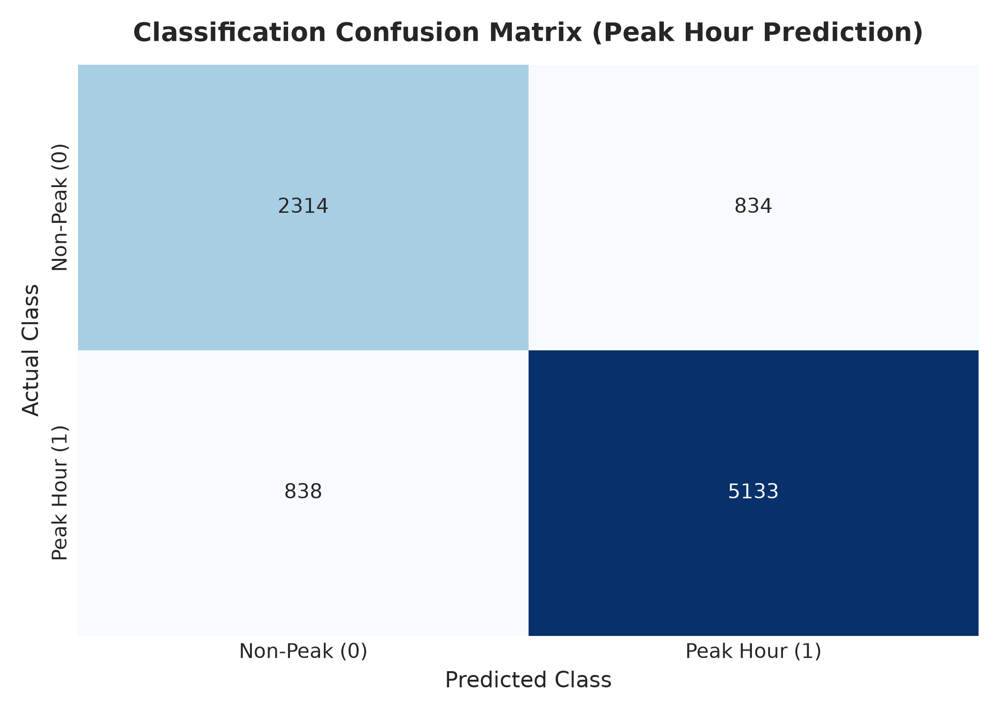 Classification Confusion Matrix (Peak Hour Prediction)
Actual Class
Non-Peak (0)
2314
834
Peak Hour (1)
838
5133
Non-Peak (0)
Peak Hour (1)
Predicted Class